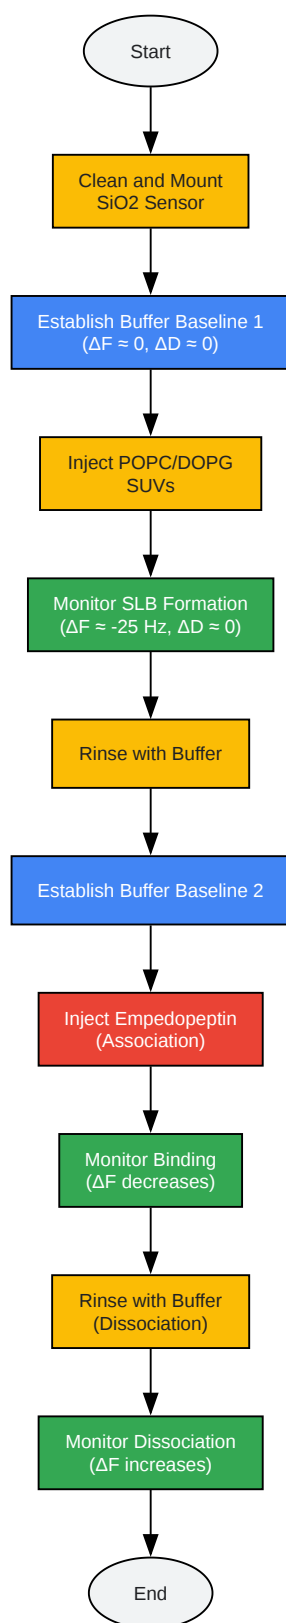 Start
Clean and Mount
SiO2 Sensor
Establish Buffer Baseline 1
(ΔF ≈ 0, ΔD ≈ 0)
Inject POPC/DOPG
SUVs
Monitor SLB Formation
(ΔF ≈ -25 Hz, ΔD ≈ 0)
Rinse with Buffer
Establish Buffer Baseline 2
Inject Empedopeptin
(Association)
Monitor Binding
(ΔF decreases)
Rinse with Buffer
(Dissociation)
Monitor Dissociation
(ΔF increases)
End